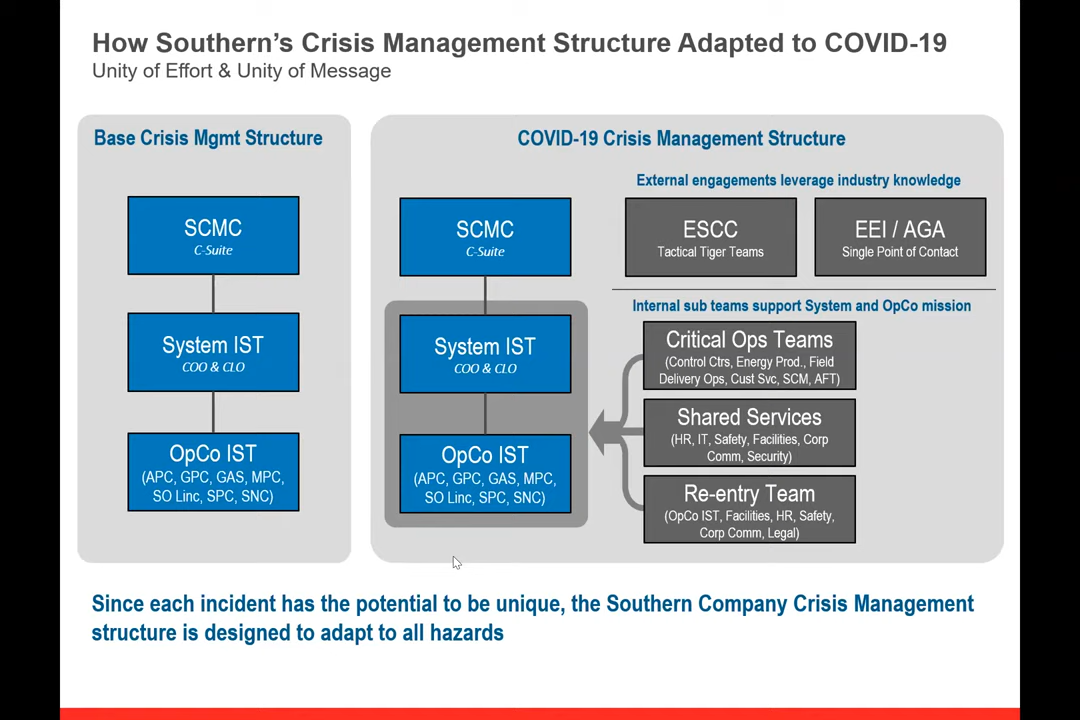 How Southern's Crisis Management Structure Adapted to COVID-19
Unity of Effort & Unity of Message
Base Crisis Mgmt Structure
SCMC
C-Suite
System IST
COO & CLO
OpCo IST
(APC, GPC, GAS, MPC,
SO Linc, SPC, SNC)
COVID-19 Crisis Management Structure
SCMC
C-Suite
System IST
COO & CLO
OpCo IST
(APC, GPC, GAS, MPC,
SO Linc, SPC, SNC)
External engagements leverage industry knowledge
ESCC
Tactical Tiger Teams
EEI / AGA
Single Point of Contact
Internal sub teams support System and OpCo mission
Critical Ops Teams
(Control Ctrs, Energy Prod., Field
Delivery Ops, Cust Svc, SCM, AFT)
Shared Services
(HR, IT, Safety, Facilities, Corp
Comm, Security)
Re-entry Team
(OpCo IST, Facilities, HR, Safety,
Corp Comm, Legal)
Since each incident has the potential to be unique, the Southern Company Crisis Management
structure is designed to adapt to all hazards